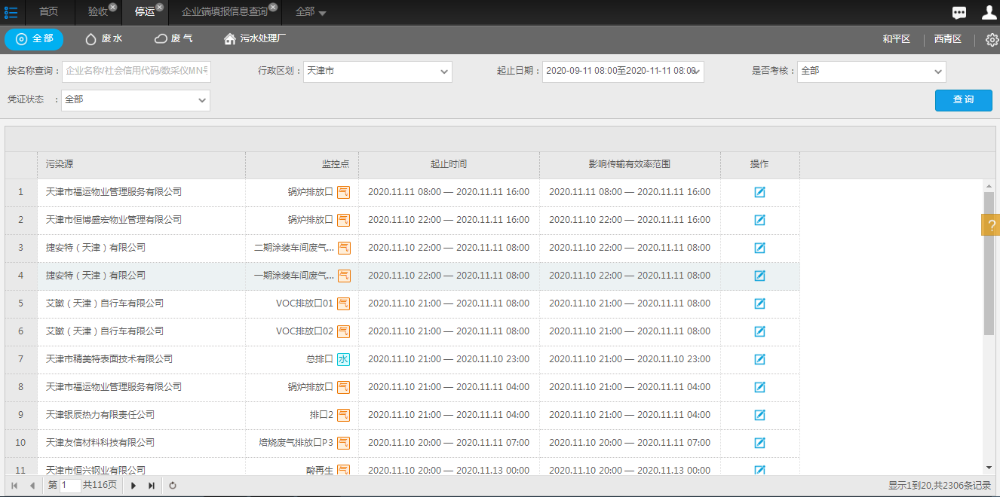 首页 验收 停运 企业端填报信息查询 全部
全部 废水 废气 污水处理厂 和平区 西青区
按名称查询： 企业名称/社会信用代码/数采仪MN号 行政区划： 天津市 起止日期： 2020-09-11 08:00至2020-11-11 08:00 是否考核： 全部
凭证状态 ： 全部 查询
污染源 监控点 起止时间 影响传输有效率范围 操作
1 天津市福运物业管理服务有限公司 锅炉排放口 气 2020.11.11 08:00 — 2020.11.11 16:00 2020.11.11 08:00 — 2020.11.11 16:00
2 天津市恒博盛宏物业管理有限公司 锅炉排放口 气 2020.11.10 22:00 — 2020.11.11 16:00 2020.11.10 22:00 — 2020.11.11 16:00
?
3 捷安特（天津）有限公司 二期涂装车间废气... 气 2020.11.10 22:00 — 2020.11.11 08:00 2020.11.10 22:00 — 2020.11.11 08:00
4 捷安特（天津）有限公司 一期涂装车间废气... 气 2020.11.10 22:00 — 2020.11.11 08:00 2020.11.10 22:00 — 2020.11.11 08:00
5 艾皦（天津）自行车有限公司 VOC排放口01 气 2020.11.10 21:00 — 2020.11.11 08:00 2020.11.10 21:00 — 2020.11.11 08:00
6 艾皦（天津）自行车有限公司 VOC排放口02 气 2020.11.10 21:00 — 2020.11.11 08:00 2020.11.10 21:00 — 2020.11.11 08:00
7 天津市精美特表面技术有限公司 总排口 水 2020.11.10 21:00 — 2020.11.10 23:00 2020.11.10 21:00 — 2020.11.10 23:00
8 天津市福运物业管理服务有限公司 锅炉排放口 气 2020.11.10 21:00 — 2020.11.11 04:00 2020.11.10 21:00 — 2020.11.11 04:00
9 天津银辰热力有限责任公司 排口2 气 2020.11.10 21:00 — 2020.11.11 04:00 2020.11.10 21:00 — 2020.11.11 04:00
10 天津友信材料科技有限公司 焙烧废气排放口P3 气 2020.11.10 20:00 — 2020.11.11 07:00 2020.11.10 20:00 — 2020.11.11 07:00
11 天津市恒兴钢业有限公司 酸再生 气 2020.11.10 20:00 — 2020.11.13 00:00 2020.11.10 20:00 — 2020.11.13 00:00
第 1 共116页 显示1到20,共2306条记录